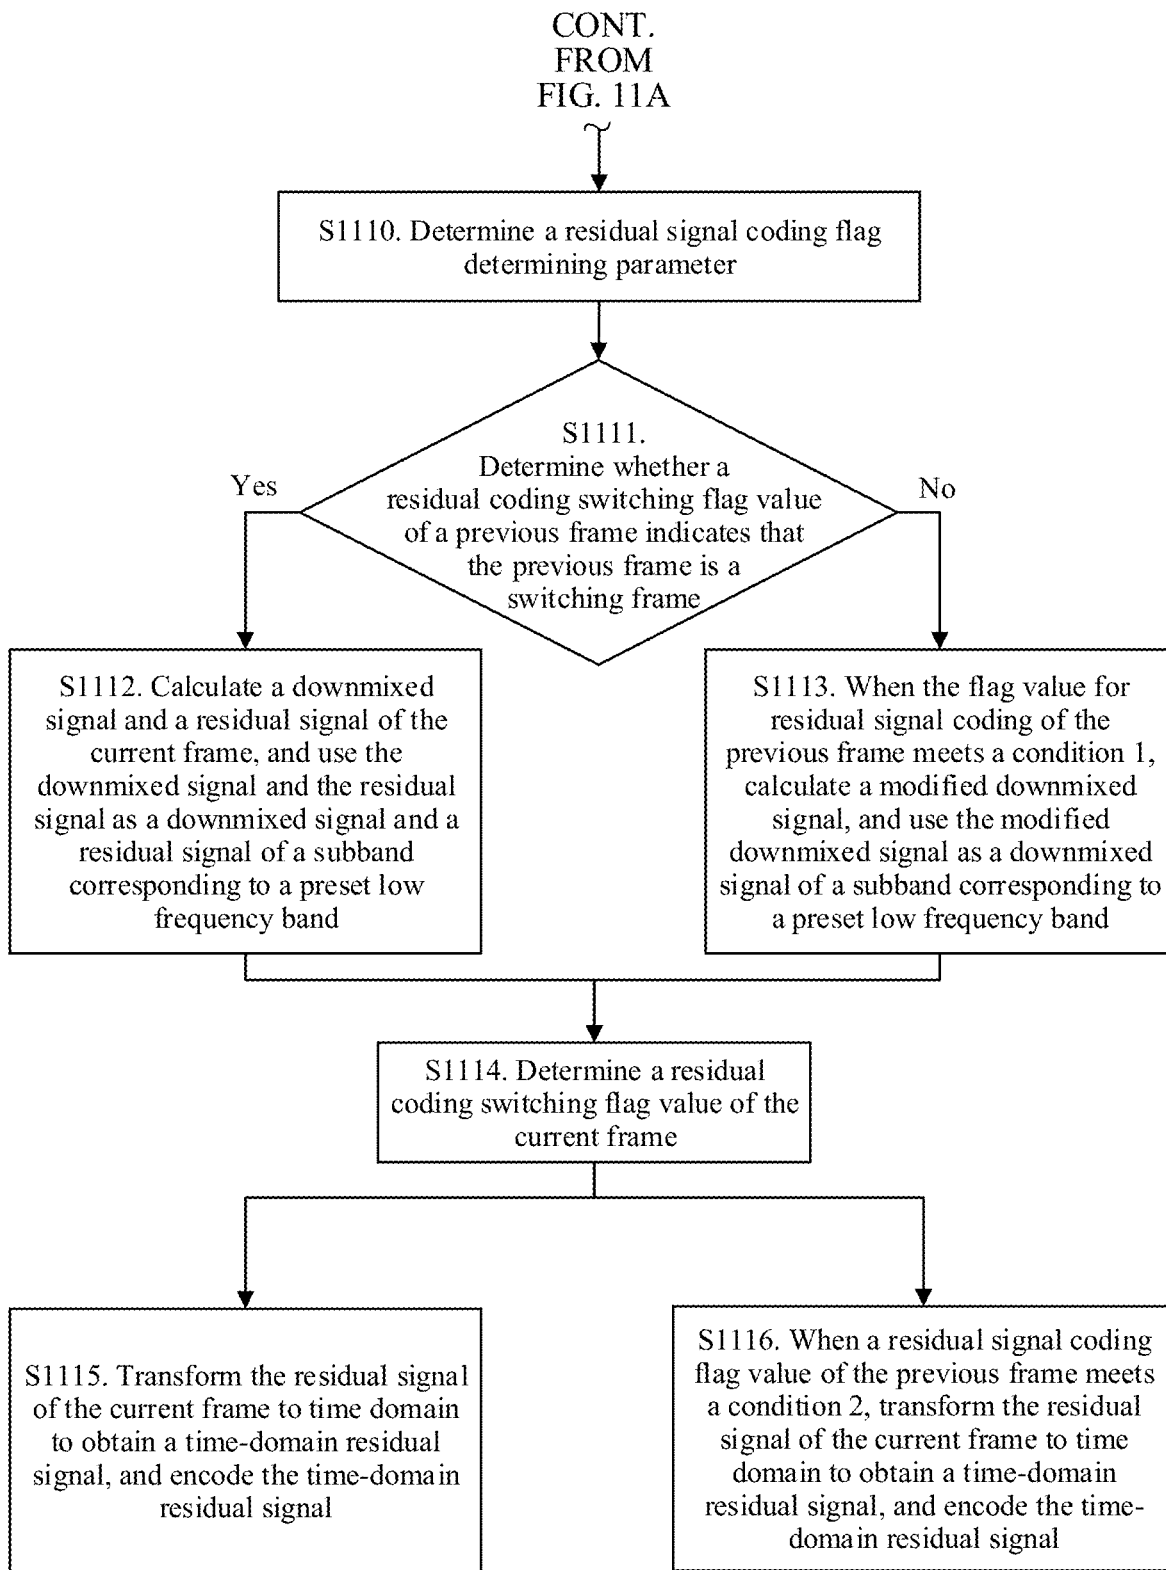 CONT.
FROM
FIG. 11A
S1110. Determine a residual signal coding flag
determining parameter
S1111.
Determine whether a
residual coding switching flag value
of a previous frame indicates that
the previous frame is a
switching frame
Yes
No
S1112. Calculate a downmixed
signal and a residual signal of the
current frame, and use the
downmixed signal and the residual
signal as a downmixed signal and a
residual signal of a subband
corresponding to a preset low
frequency band
S1113. When the flag value for
residual signal coding of the
previous frame meets a condition 1,
calculate a modified downmixed
signal, and use the modified
downmixed signal as a downmixed
signal of a subband corresponding to
a preset low frequency band
S1114. Determine a residual
coding switching flag value of the
current frame
S1115. Transform the residual signal
of the current frame to time domain
to obtain a time-domain residual
signal, and encode the time-domain
residual signal
S1116. When a residual signal coding
flag value of the previous frame meets
a condition 2, transform the residual
signal of the current frame to time
domain to obtain a time-domain
residual signal, and encode the time-
domain residual signal